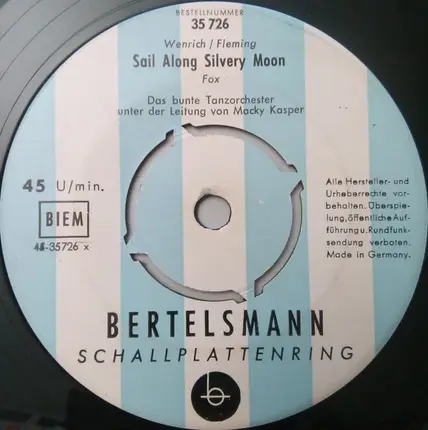 BESTELLNUMMER
35 726
Wenrich / Fleming
Sail Along Silvery Moon
Fox
Das bunte Tanzorchester
unter der Leitung von Macky Kasper
45 U/min.
BIEM
45-35726 x
Alle Hersteller- und
Urheberrechte vor-
behalten. Überspie-
lung, öffentliche Auf-
führung u. Rundfunk-
sendung verboten.
Made in Germany.
BERTELSMANN
SCHALLPLATTENRING
b